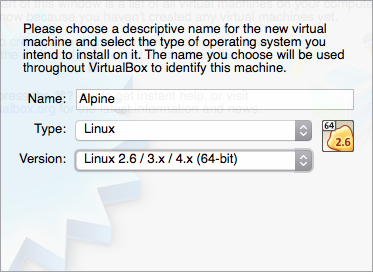 Please choose a descriptive name for the new virtual
machine and select the type of operating system you
intend to install on it. The name you choose will be used
throughout VirtualBox to identify this machine.
Name: Alpine
Type: Linux
64
2.6
Version: Linux 2.6 / 3.x / 4.x (64-bit)